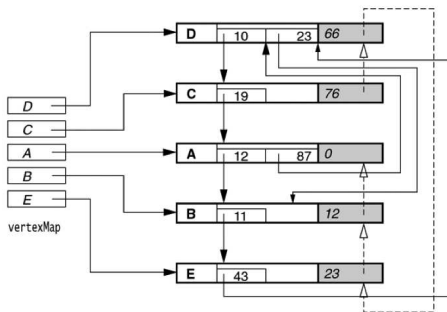 D 10 23 66
C 19 76
D
C
A
B
E
vertexMap
A 12 87 0
B 11 12
E 43 23